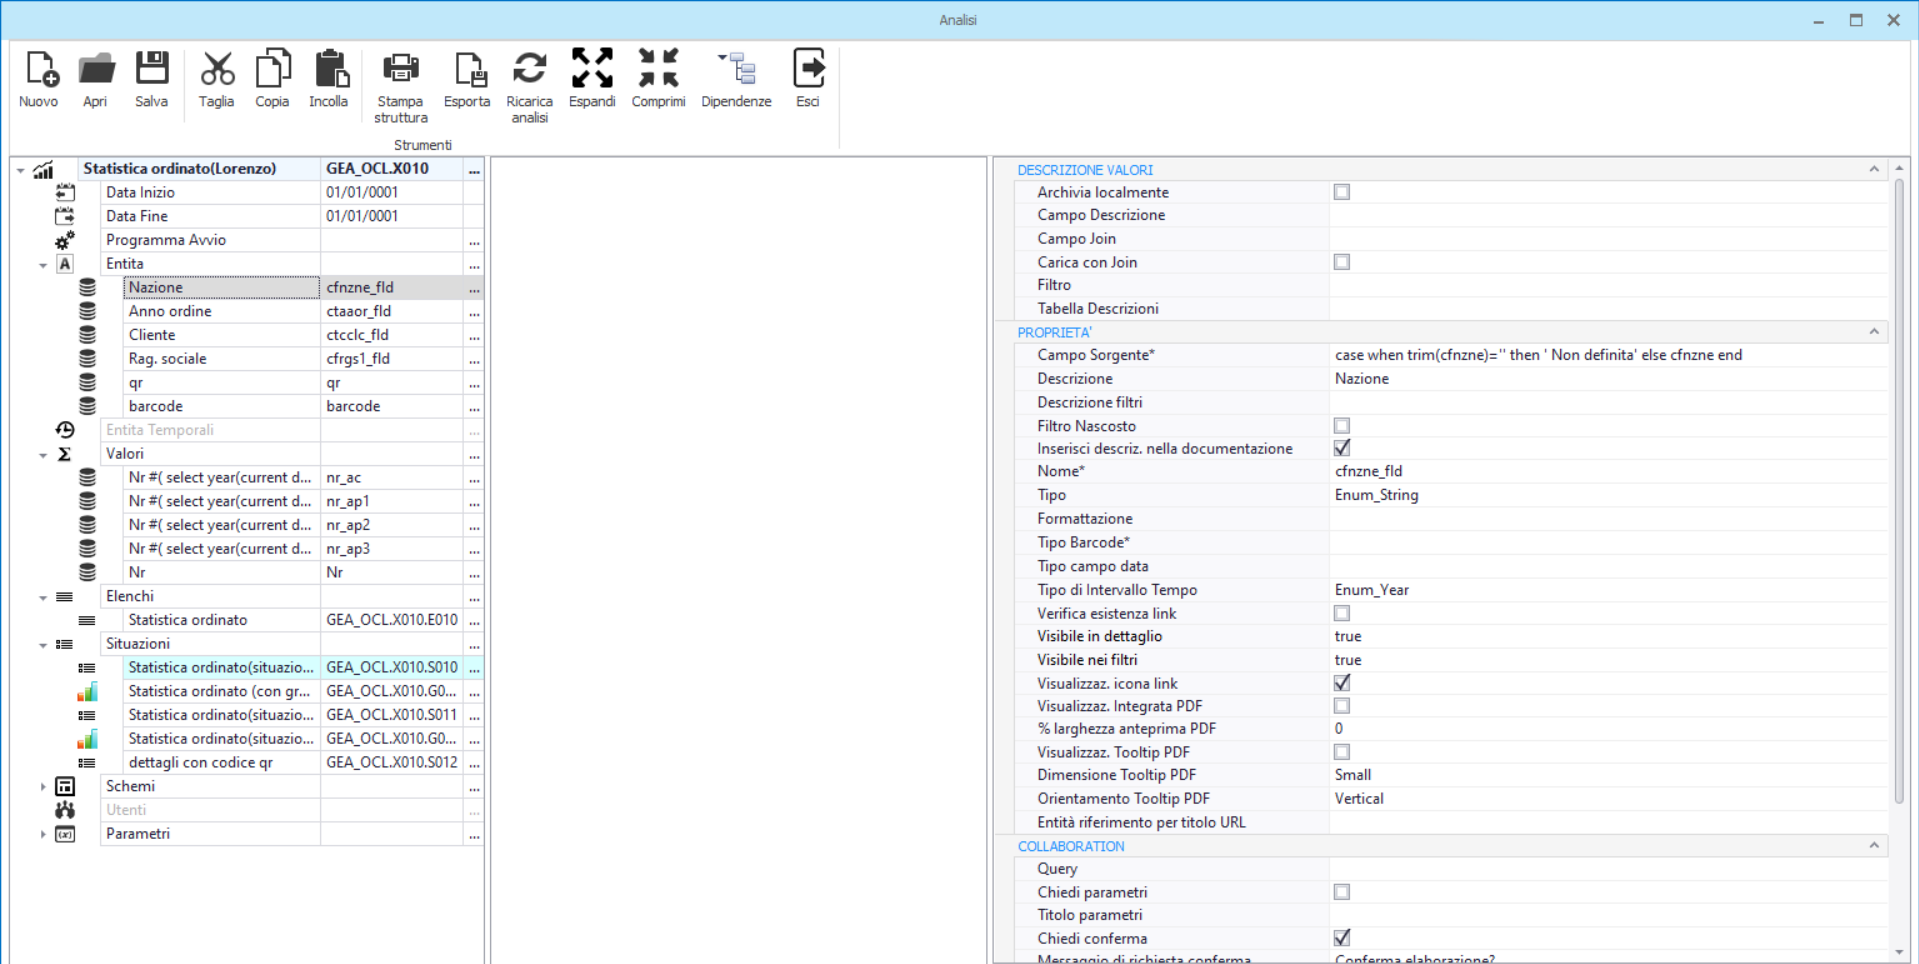 Analisi
Nuovo Apri Salva Taglia Copia Incolla Stampa struttura Esporta Ricarica analisi Espandi Comprimi Dipendenze Esci
Strumenti
Statistica ordinato(Lorenzo) GEA_OCL.X010 ...
Data Inizio 01/01/0001
Data Fine 01/01/0001
Programma Avvio ...
A Entita ...
Nazione cfnzne_fld ...
Anno ordine ctaaor_fld ...
Cliente ctcclc_fld ...
Rag. sociale cfrgs1_fld ...
qr qr ...
barcode barcode ...
Entita Temporali ...
Σ Valori ...
Nr #( select year(current d... nr_ac ...
Nr #( select year(current d... nr_ap1 ...
Nr #( select year(current d... nr_ap2 ...
Nr #( select year(current d... nr_ap3 ...
Nr Nr ...
Elenchi ...
Statistica ordinato GEA_OCL.X010.E010 ...
Situazioni ...
Statistica ordinato(situazio... GEA_OCL.X010.S010 ...
Statistica ordinato (con gr... GEA_OCL.X010.G0... ...
Statistica ordinato(situazio... GEA_OCL.X010.S011 ...
Statistica ordinato(situazio... GEA_OCL.X010.G0... ...
dettagli con codice qr GEA_OCL.X010.S012 ...
Schemi ...
Utenti ...
(x) Parametri ...
DESCRIZIONE VALORI
Archivia localmente
Campo Descrizione
Campo Join
Carica con Join
Filtro
Tabella Descrizioni
PROPRIETA'
Campo Sorgente* case when trim(cfnzne)='' then ' Non definita' else cfnzne end
Descrizione Nazione
Descrizione filtri
Filtro Nascosto
Inserisci descriz. nella documentazione
Nome* cfnzne_fld
Tipo Enum_String
Formattazione
Tipo Barcode*
Tipo campo data
Tipo di Intervallo Tempo Enum_Year
Verifica esistenza link
Visibile in dettaglio true
Visibile nei filtri true
Visualizzaz. icona link
Visualizzaz. Integrata PDF
% larghezza anteprima PDF 0
Visualizzaz. Tooltip PDF
Dimensione Tooltip PDF Small
Orientamento Tooltip PDF Vertical
Entità riferimento per titolo URL
COLLABORATION
Query
Chiedi parametri
Titolo parametri
Chiedi conferma
Messaggio di richiesta conferma Conferma elaborazione?